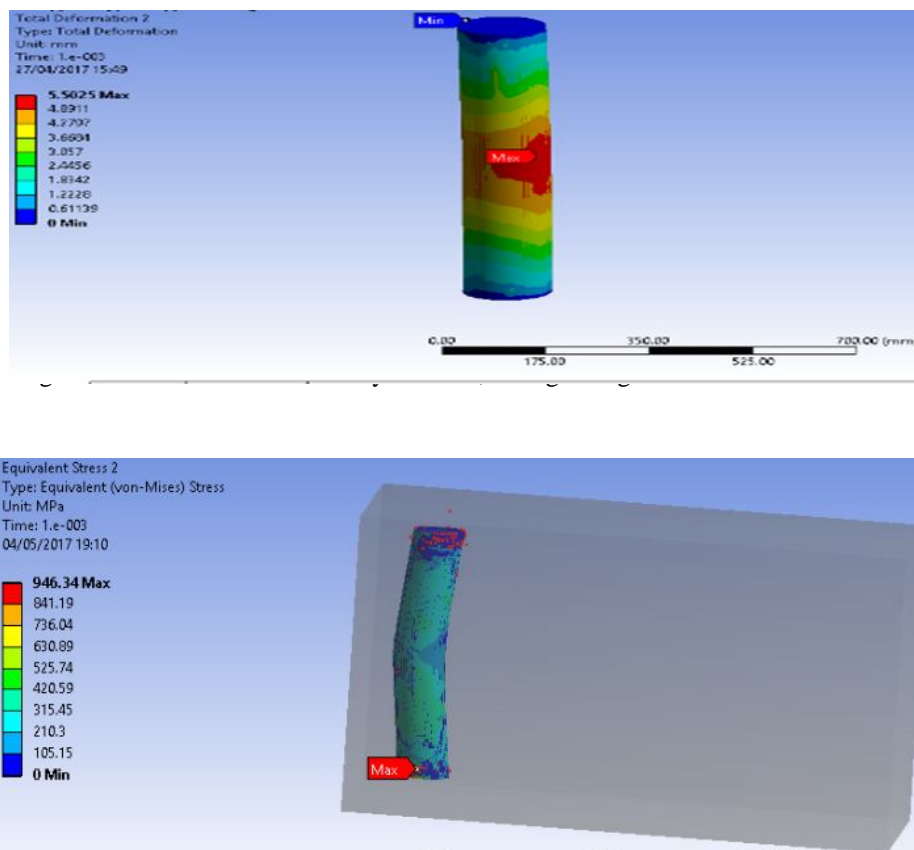 Total Deformation 2
Type: Total Deformation
Unit: mm
Time: 1.e-003
27/04/2017 15:49
5.5025 Max
4.8911
4.2797
3.6684
3.057
2.4456
1.8342
1.2228
0.61139
0 Min
Min
Max
0.00 350.00 700.00 (mm
175.00 525.00
Equivalent Stress 2
Type: Equivalent (von-Mises) Stress
Unit: MPa
Time: 1.e-003
04/05/2017 19:10
946.34 Max
841.19
736.04
630.89
525.74
420.59
315.45
210.3
105.15
0 Min
Max